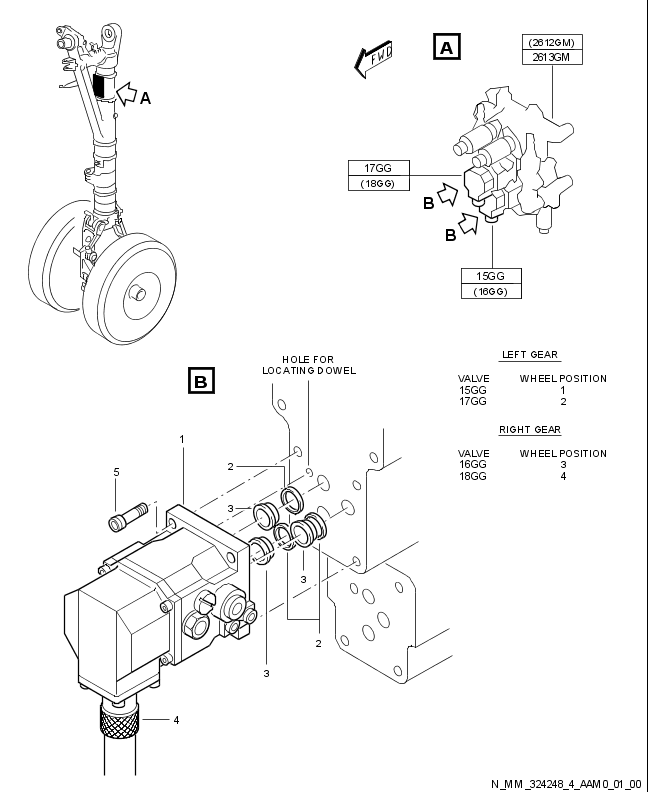 A
FWD
A
(2612GM)
2613GM
17GG
(18GG)
B
B
15GG
(16GG)
B
HOLE FOR
LOCATING DOWEL
LEFT GEAR
VALVE WHEEL POSITION
15GG 1
17GG 2
RIGHT GEAR
VALVE WHEEL POSITION
16GG 3
18GG 4
1
2
5
3
3
2
3
4
N_MM_324248_4_AAM0_01_00